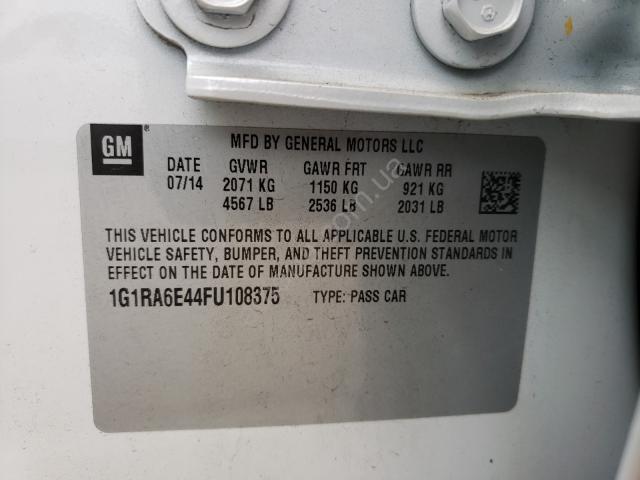 GM ®
MFD BY GENERAL MOTORS LLC
DATE GVWR GAWR FRT GAWR RR
07/14 2071 KG 1150 KG 921 KG
4567 LB 2536 LB 2031 LB
THIS VEHICLE CONFORMS TO ALL APPLICABLE U.S. FEDERAL MOTOR
VEHICLE SAFETY, BUMPER, AND THEFT PREVENTION STANDARDS IN
EFFECT ON THE DATE OF MANUFACTURE SHOWN ABOVE.
1G1RA6E44FU108375 TYPE: PASS CAR